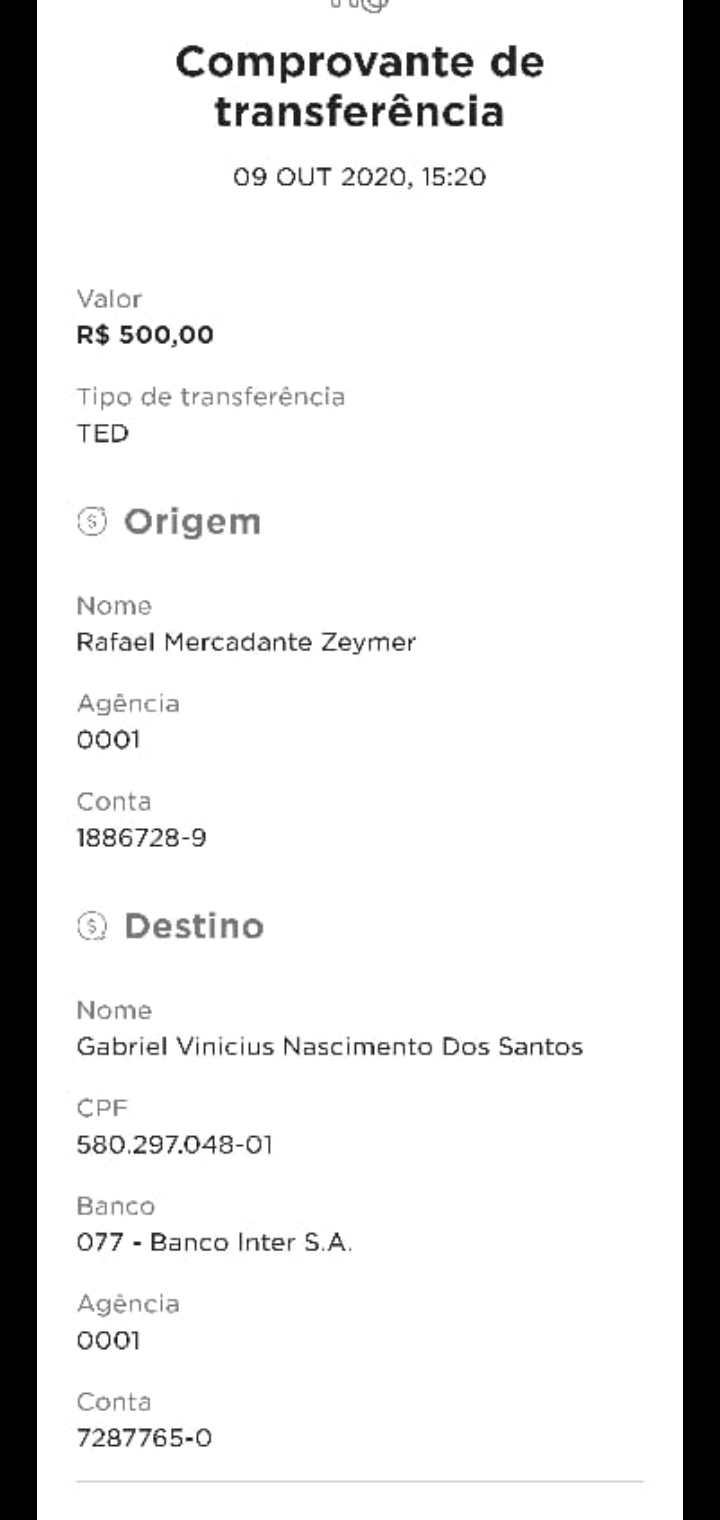 Comprovante de
transferência
09 OUT 2020, 15:20
Valor
R$ 500,00
Tipo de transferência
TED
Origem
Nome
Rafael Mercadante Zeymer
Agência
0001
Conta
1886728-9
Destino
Nome
Gabriel Vinicius Nascimento Dos Santos
CPF
580.297.048-01
Banco
077 - Banco Inter S.A.
Agência
0001
Conta
7287765-0